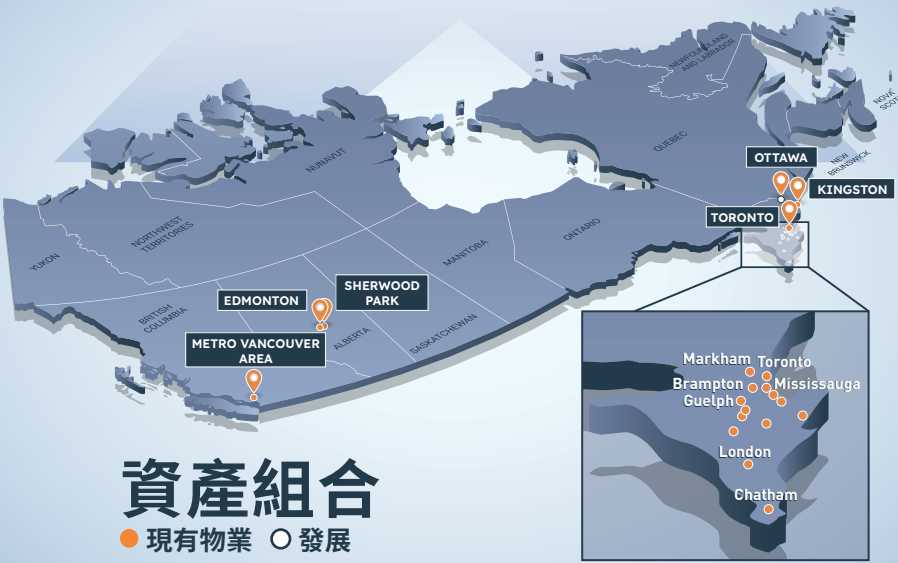 NEWFOUNDLAND
AND LABRADOR
NOVA
QUEBEC
NEW
BRUNSWICK
OTTAWA
KINGSTON
TORONTO
NUNAVUT
NORTHWEST
TERRITORIES
YUKON
MANITOBA
ONTARIO
BRITISH
COLUMBIA
EDMONTON
SHERWOOD
PARK
ALBERTA
SASKATCHEWAN
METRO VANCOUVER
AREA
Markham
Toronto
Brampton
Mississauga
Guelph
London
Chatham
資產組合
現有物業
發展